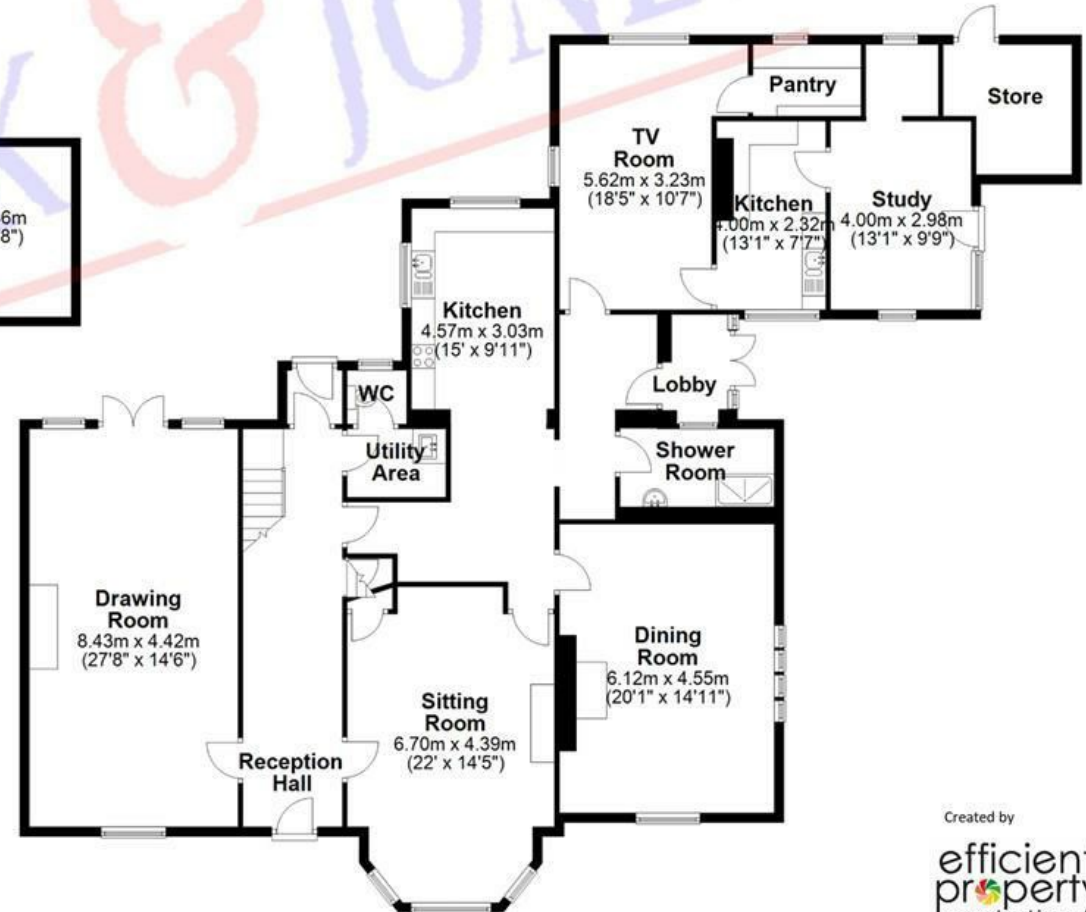 & JONE
6m
8")
Pantry
Store
TV
Room
5.62m x 3.23m
(18'5" x 10'7")
Kitchen
4.00m x 2.32m
(13'1" x 7'7")
Study
4.00m x 2.98m
(13'1" x 9'9")
Kitchen
4.57m x 3.03m
(15' x 9'11")
WC
Lobby
Utility
Area
Shower
Room
Drawing
Room
8.43m x 4.42m
(27'8" x 14'6")
Dining
Room
6.12m x 4.55m
(20'1" x 14'11")
Sitting
Room
6.70m x 4.39m
(22' x 14'5")
Reception
Hall
Created by
efficient
property